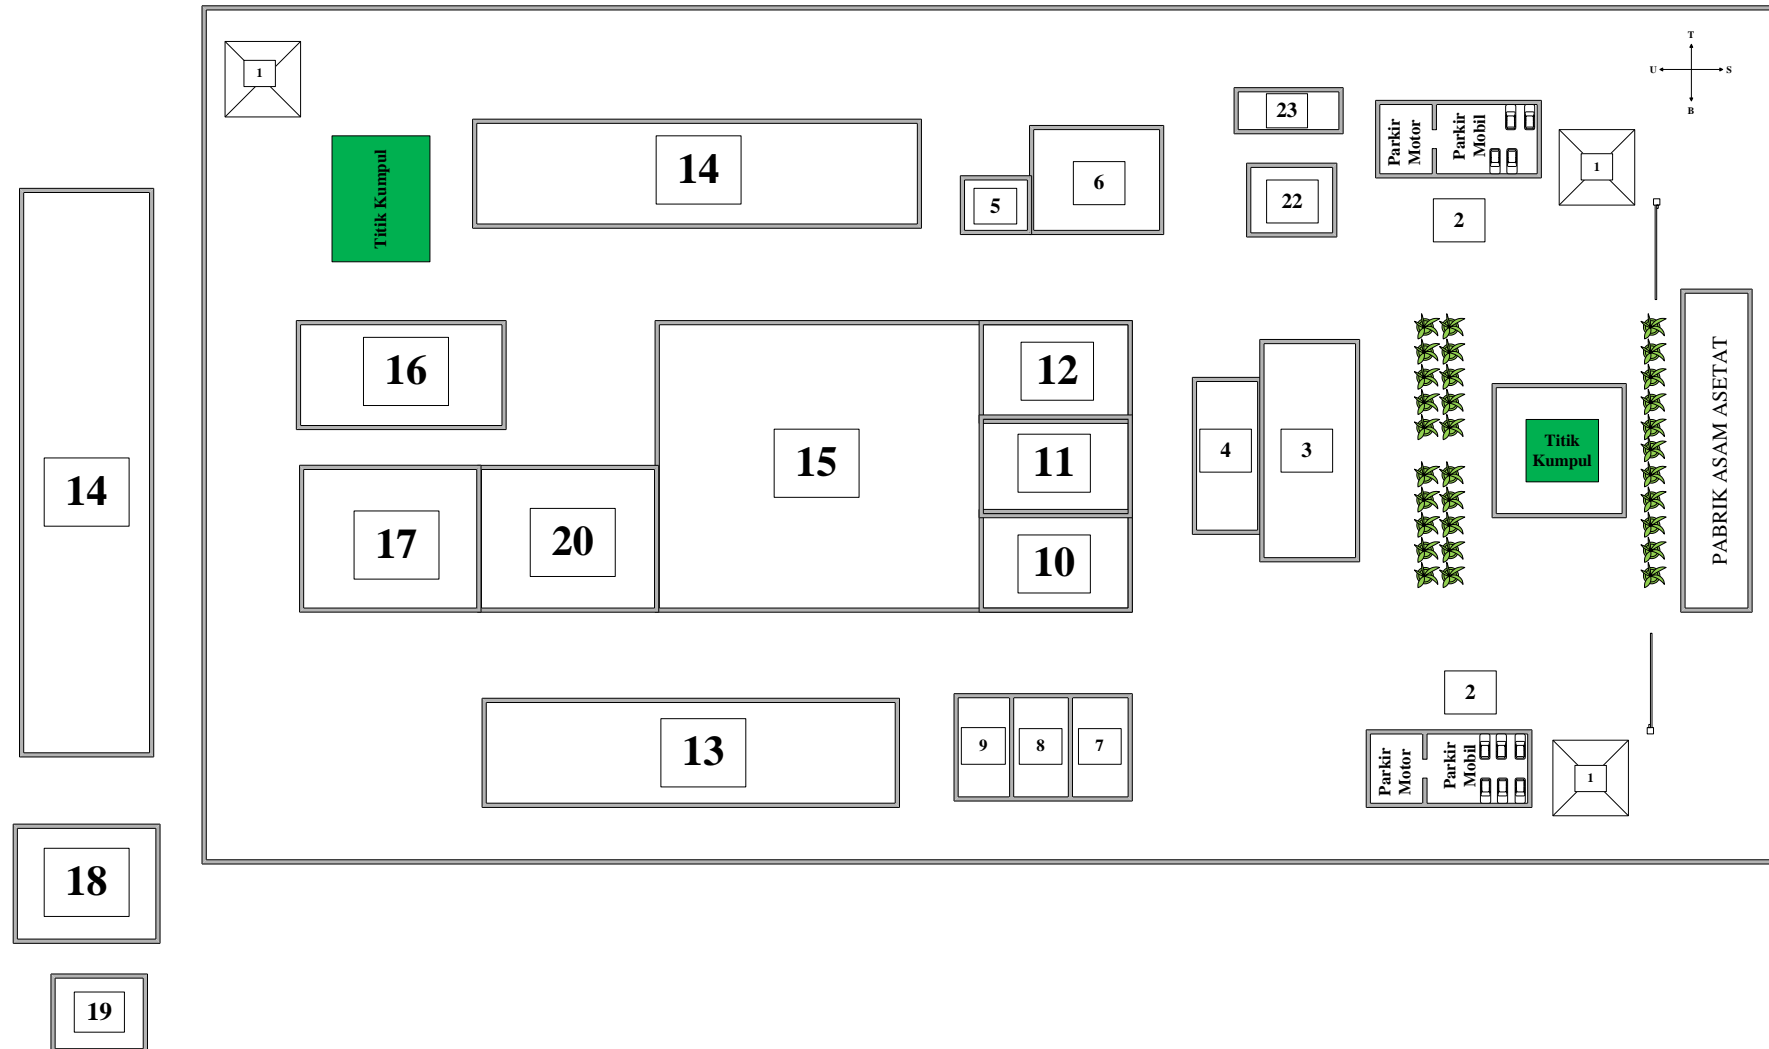 T
U S
B
1
Titik Kumpul
14
5
6
23
22
Parkir
Motor
Parkir
Mobil
1
2
14
16
17
20
15
12
11
10
4
3
Titik
Kumpul
PABRIK ASAM ASETAT
13
9
8
7
2
Parkir
Motor
Parkir
Mobil
1
18
19